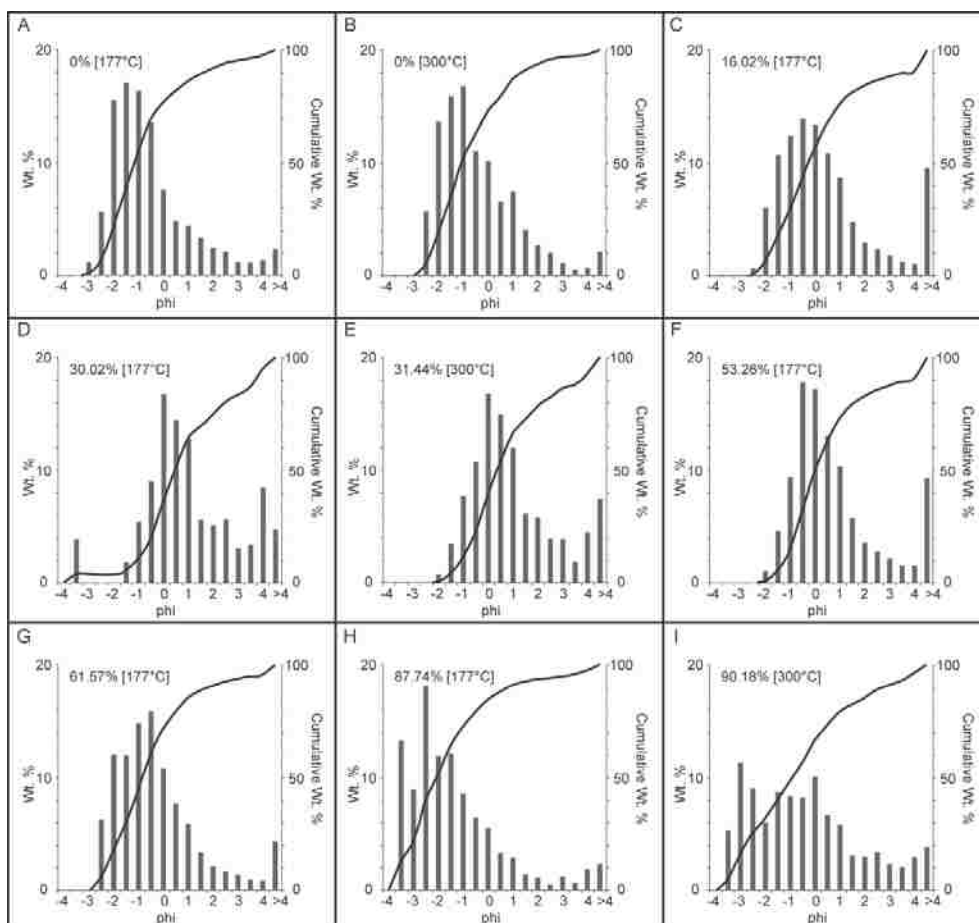 A
20
10
0
Wt. %
0% [177°C]
100
50
0
Cumulative Wt. %
-4 -3 -2 -1 0 1 2 3 4 >4
phi
B
20
10
0
Wt. %
0% [300°C]
100
50
0
Cumulative Wt. %
-4 -3 -2 -1 0 1 2 3 4 >4
phi
C
20
10
0
Wt. %
16.02% [177°C]
100
50
0
Cumulative Wt. %
-4 -3 -2 -1 0 1 2 3 4 >4
phi
D
20
10
0
Wt. %
30.02% [177°C]
100
50
0
Cumulative Wt. %
-4 -3 -2 -1 0 1 2 3 4 >4
phi
E
20
10
0
Wt. %
31.44% [300°C]
100
50
0
Cumulative Wt. %
-4 -3 -2 -1 0 1 2 3 4 >4
phi
F
20
10
0
Wt. %
53.26% [177°C]
100
50
0
Cumulative Wt. %
-4 -3 -2 -1 0 1 2 3 4 >4
phi
G
20
10
0
Wt. %
61.57% [177°C]
100
50
0
Cumulative Wt. %
-4 -3 -2 -1 0 1 2 3 4 >4
phi
H
20
10
0
Wt. %
87.74% [177°C]
100
50
0
Cumulative Wt. %
-4 -3 -2 -1 0 1 2 3 4 >4
phi
I
20
10
0
Wt. %
90.18% [300°C]
100
50
0
Cumulative Wt. %
-4 -3 -2 -1 0 1 2 3 4 >4
phi